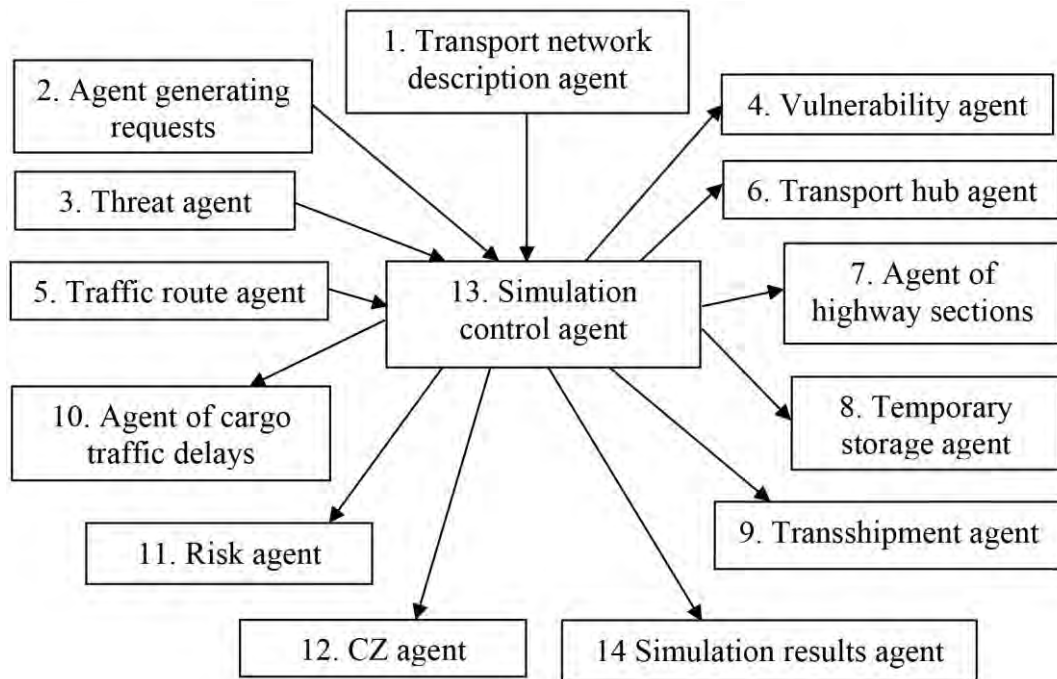 1. Transport network
description agent
2. Agent generating
requests
3. Threat agent
4. Vulnerability agent
5. Traffic route agent
6. Transport hub agent
7. Agent of
highway sections
8. Temporary
storage agent
9. Transshipment agent
10. Agent of cargo
traffic delays
11. Risk agent
12. CZ agent
13. Simulation
control agent
14 Simulation results agent